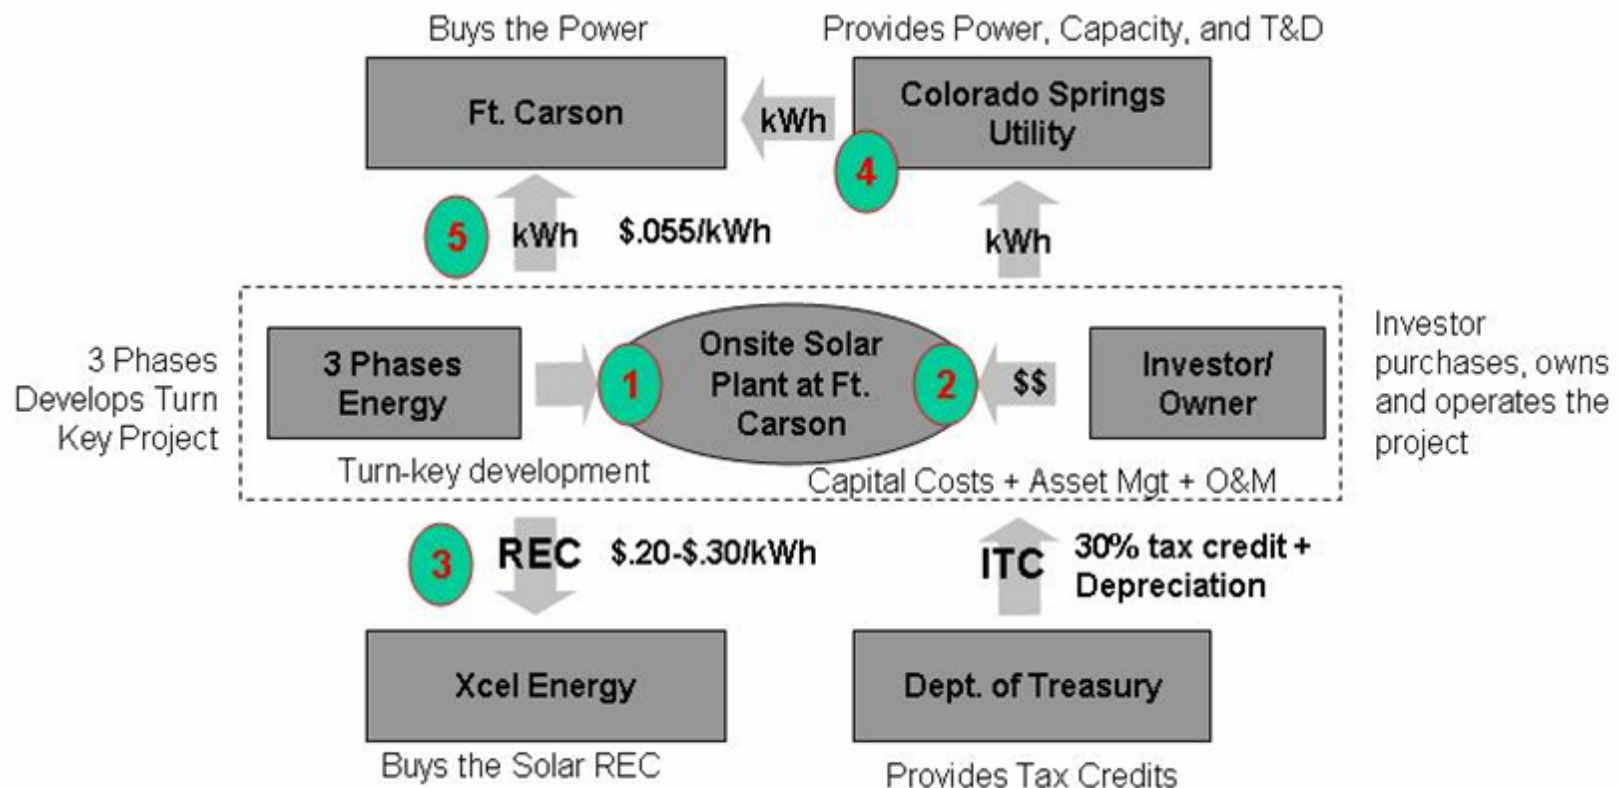 Buys the Power
Provides Power, Capacity, and T&D
Ft. Carson
kWh
Colorado Springs
Utility
4
5
kWh
$.055/kWh
kWh
3 Phases
Develops Turn
Key Project
3 Phases
Energy
1
Onsite Solar
Plant at Ft.
Carson
2
$$
Investor/
Owner
Investor
purchases, owns
and operates the
project
Turn-key development
Capital Costs + Asset Mgt + O&M
3
REC
$.20-$.30/kWh
ITC
30% tax credit +
Depreciation
Xcel Energy
Dept. of Treasury
Buys the Solar REC
Provides Tax Credits